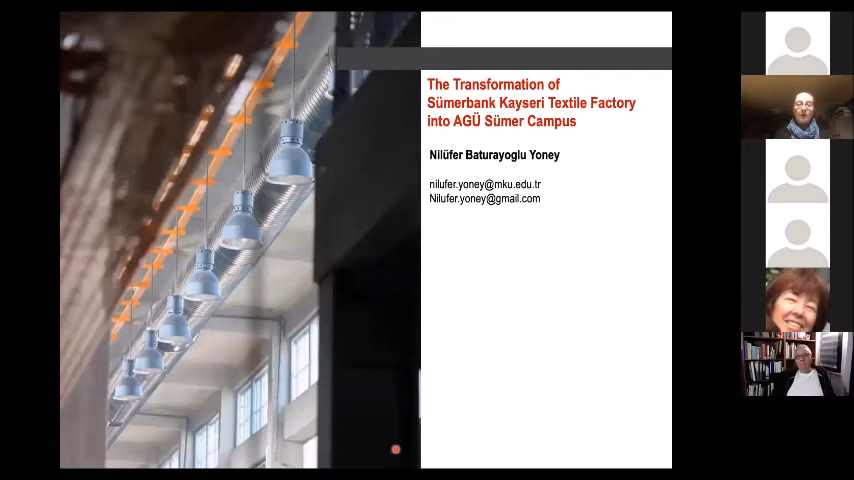 The Transformation of
Sümerbank Kayseri Textile Factory
into AGÜ Sümer Campus
Nilüfer Baturayoglu Yoney
nilufer.yoney@mku.edu.tr
Nilufer.yoney@gmail.com